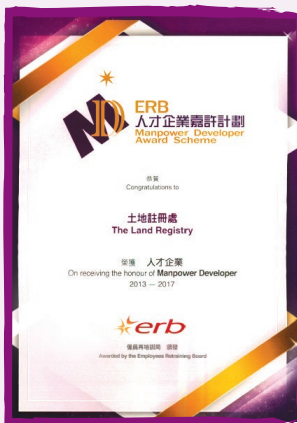 MD
ERB
人才企業嘉許計劃
Manpower Developer
Award Scheme
恭賀
Congratulations to
土地註冊處
The Land Registry
榮獲 人才企業
On receiving the honour of Manpower Developer
2013 — 2017
erb
僱員再培訓局 頒發
Awarded by the Employees Retraining Board